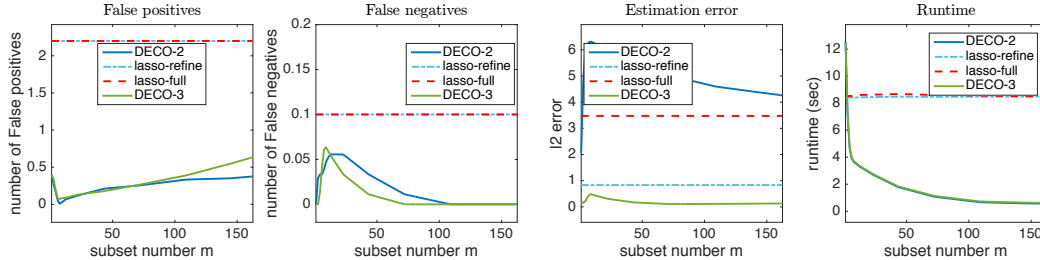 False positives
number of False positives
2
1
0.5
0
DECO-2
lasso-refine
lasso-full
DECO-3
50
100
150
subset number m
False negatives
number of False negatives
0.2
0.15
0.1
0.05
0
DECO-2
lasso-refine
lasso-full
DECO-3
50
100
150
subset number m
Estimation error
l2 error
6
5
4
3
2
1
0
DECO-2
lasso-refine
lasso-full
DECO-3
50
100
150
subset number m
Runtime
runtime (sec)
12
10
8
6
4
2
0
DECO-2
lasso-refine
lasso-full
DECO-3
50
100
150
subset number m